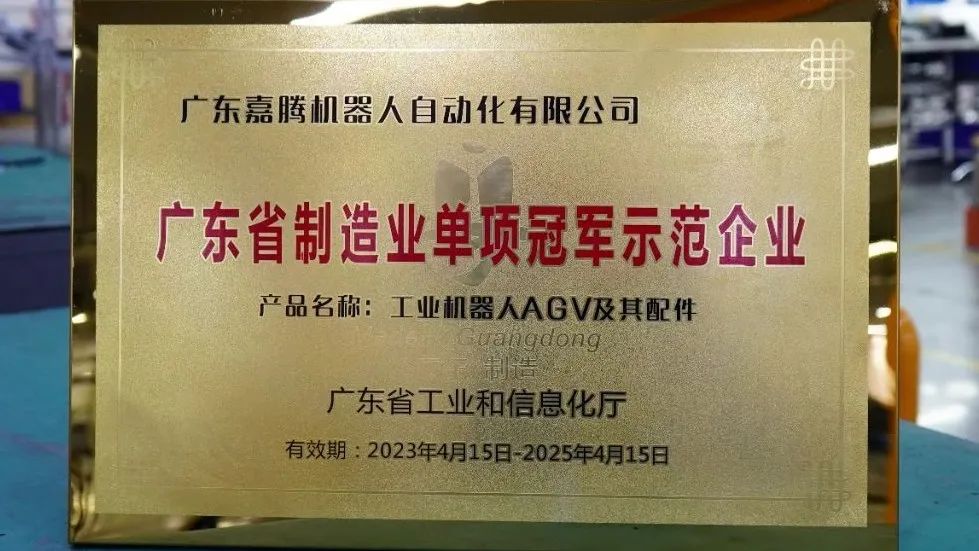 广东嘉腾机器人自动化有限公司
广东省制造业单项冠军示范企业
产品名称：工业机器人AGV及其配件
Guangdong
制造
广东省工业和信息化厅
有效期：2023年4月15日-2025年4月15日